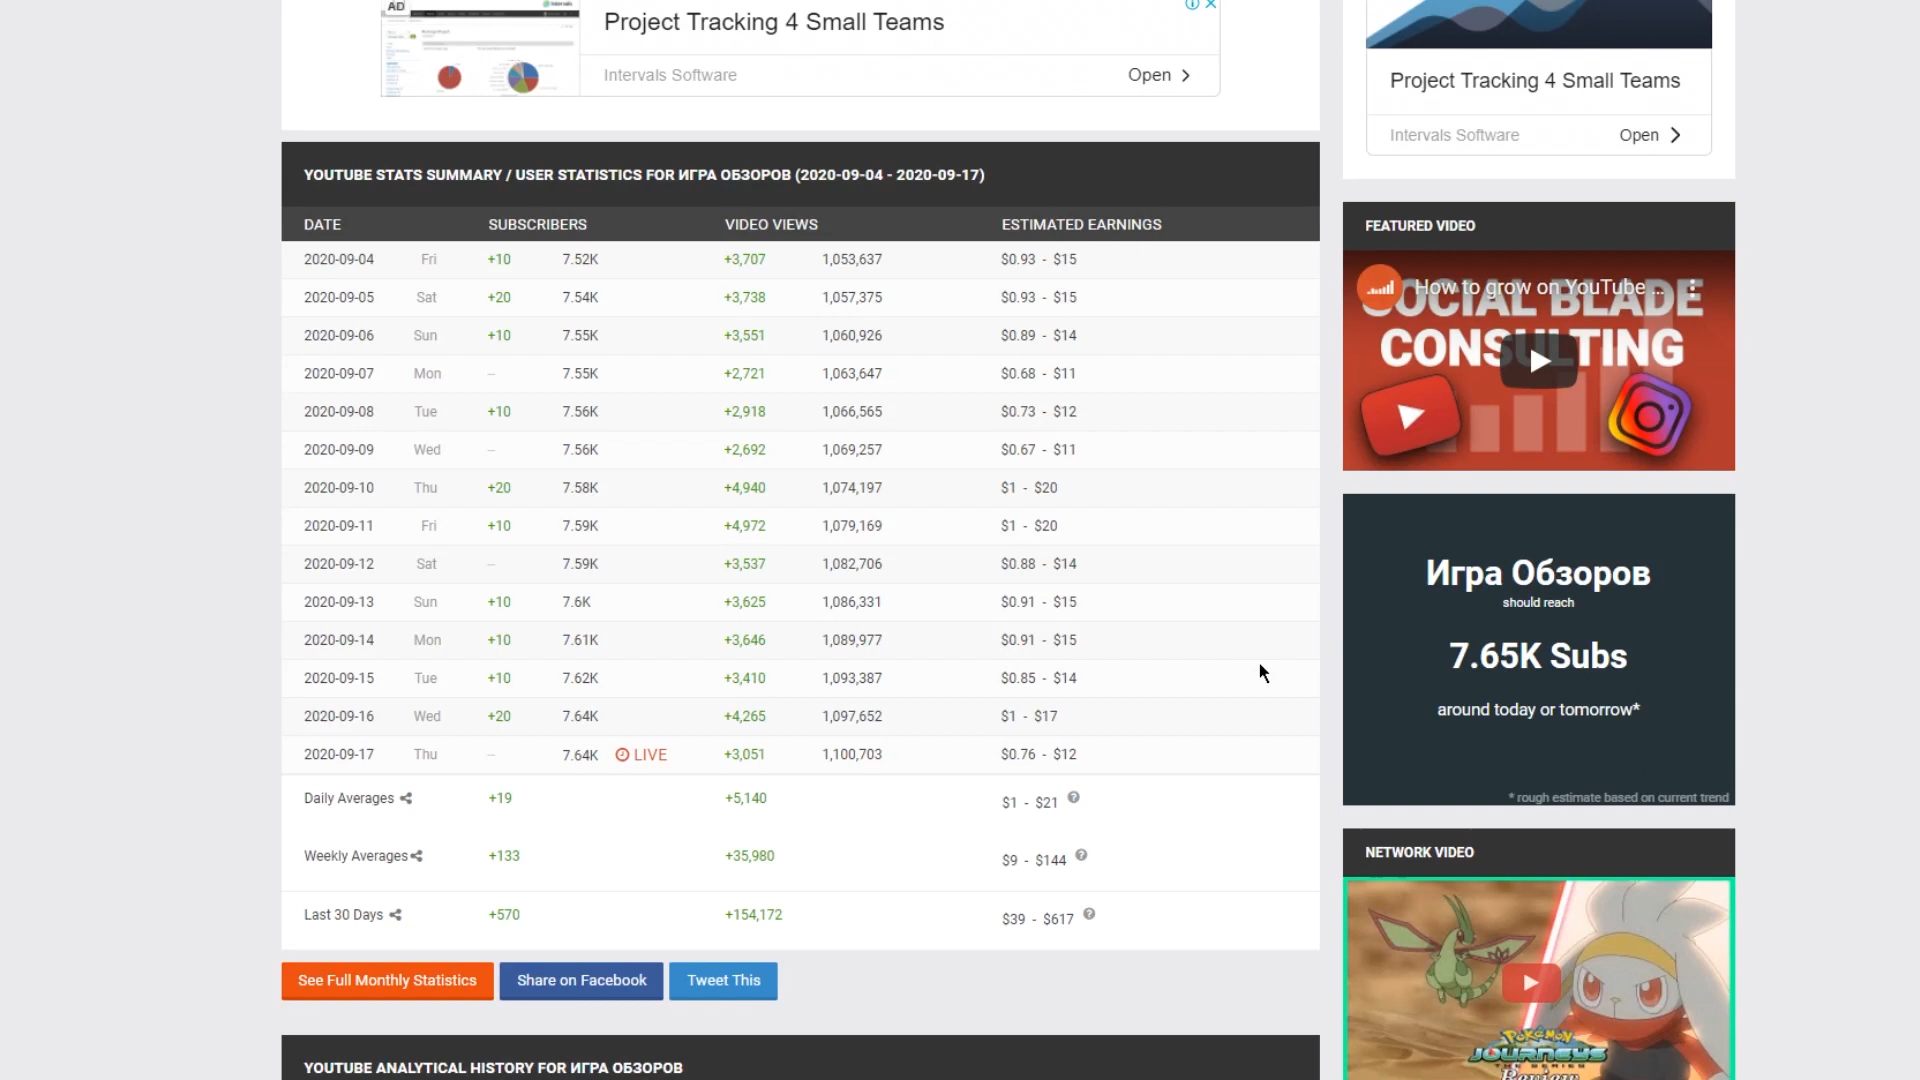 AD
Project Tracking 4 Small Teams
Intervals Software
Open
Project Tracking 4 Small Teams
Intervals Software
Open
YOUTUBE STATS SUMMARY / USER STATISTICS FOR ИГРА ОБЗОРОВ (2020-09-04 - 2020-09-17)
DATE SUBSCRIBERS VIDEO VIEWS ESTIMATED EARNINGS
2020-09-04 Fri +10 7.52K +3,707 1,053,637 $0.93 - $15
2020-09-05 Sat +20 7.54K +3,738 1,057,375 $0.93 - $15
2020-09-06 Sun +10 7.55K +3,551 1,060,926 $0.89 - $14
2020-09-07 Mon -- 7.55K +2,721 1,063,647 $0.68 - $11
2020-09-08 Tue +10 7.56K +2,918 1,066,565 $0.73 - $12
2020-09-09 Wed -- 7.56K +2,692 1,069,257 $0.67 - $11
2020-09-10 Thu +20 7.58K +4,940 1,074,197 $1 - $20
2020-09-11 Fri +10 7.59K +4,972 1,079,169 $1 - $20
2020-09-12 Sat -- 7.59K +3,537 1,082,706 $0.88 - $14
2020-09-13 Sun +10 7.6K +3,625 1,086,331 $0.91 - $15
2020-09-14 Mon +10 7.61K +3,646 1,089,977 $0.91 - $15
2020-09-15 Tue +10 7.62K +3,410 1,093,387 $0.85 - $14
2020-09-16 Wed +20 7.64K +4,265 1,097,652 $1 - $17
2020-09-17 Thu -- 7.64K LIVE +3,051 1,100,703 $0.76 - $12
Daily Averages +19 +5,140 $1 - $21
Weekly Averages +133 +35,980 $9 - $144
Last 30 Days +570 +154,172 $39 - $617
See Full Monthly Statistics
Share on Facebook
Tweet This
YOUTUBE ANALYTICAL HISTORY FOR ИГРА ОБЗОРОВ
FEATURED VIDEO
How to grow on YouTube ...
SOCIAL BLADE
CONSULTING
Игра Обзоров
should reach
7.65K Subs
around today or tomorrow*
* rough estimate based on current trend
NETWORK VIDEO
POKéMON
JOURNEYS
THE SERIES
Review